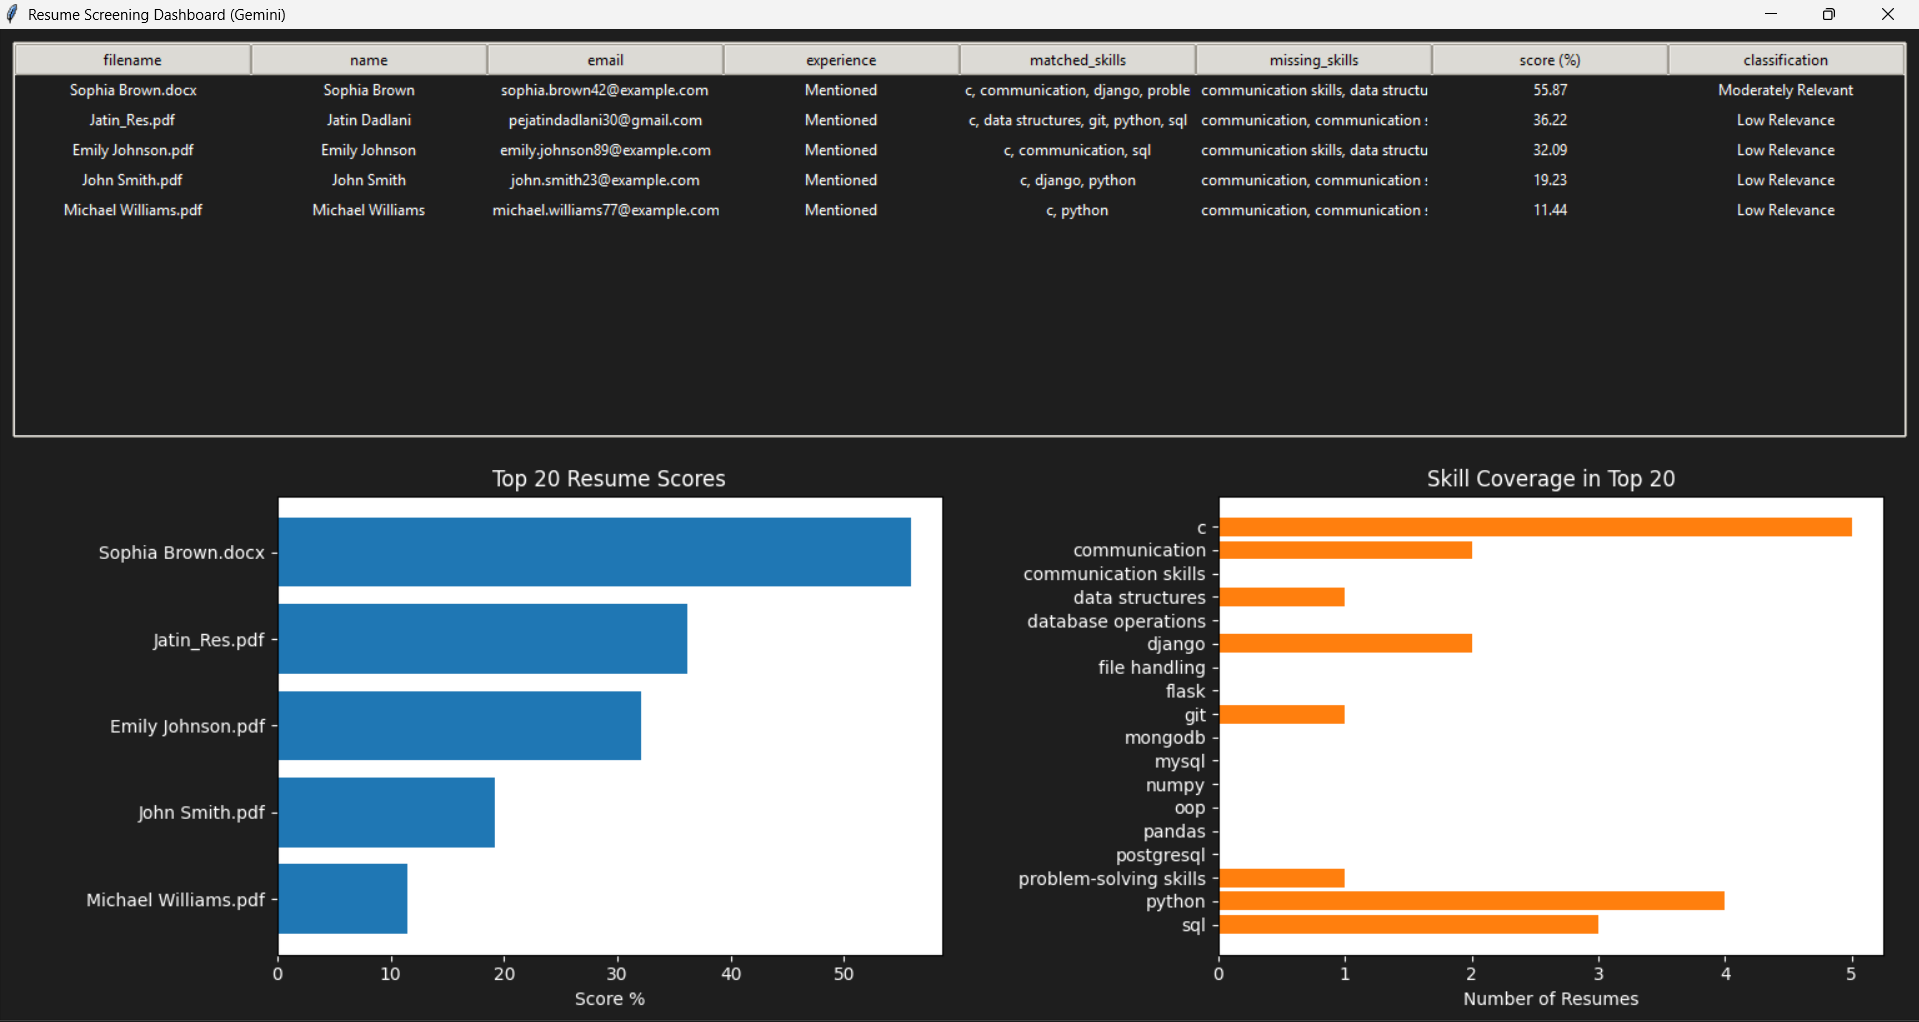 Resume Screening Dashboard (Gemini)
filename name email experience matched_skills missing_skills score (%) classification
Sophia Brown.docx Sophia Brown sophia.brown42@example.com Mentioned c, communication, django, proble communication skills, data structu 55.87 Moderately Relevant
Jatin_Res.pdf Jatin Dadlani pejatindadlani30@gmail.com Mentioned c, data structures, git, python, sql communication, communication s 36.22 Low Relevance
Emily Johnson.pdf Emily Johnson emily.johnson89@example.com Mentioned c, communication, sql communication skills, data structu 32.09 Low Relevance
John Smith.pdf John Smith john.smith23@example.com Mentioned c, django, python communication, communication s 19.23 Low Relevance
Michael Williams.pdf Michael Williams michael.williams77@example.com Mentioned c, python communication, communication s 11.44 Low Relevance
Top 20 Resume Scores
Sophia Brown.docx
Jatin_Res.pdf
Emily Johnson.pdf
John Smith.pdf
Michael Williams.pdf
0 10 20 30 40 50
Score %
Skill Coverage in Top 20
c
communication
communication skills
data structures
database operations
django
file handling
flask
git
mongodb
mysql
numpy
oop
pandas
postgresql
problem-solving skills
python
sql
0 1 2 3 4 5
Number of Resumes